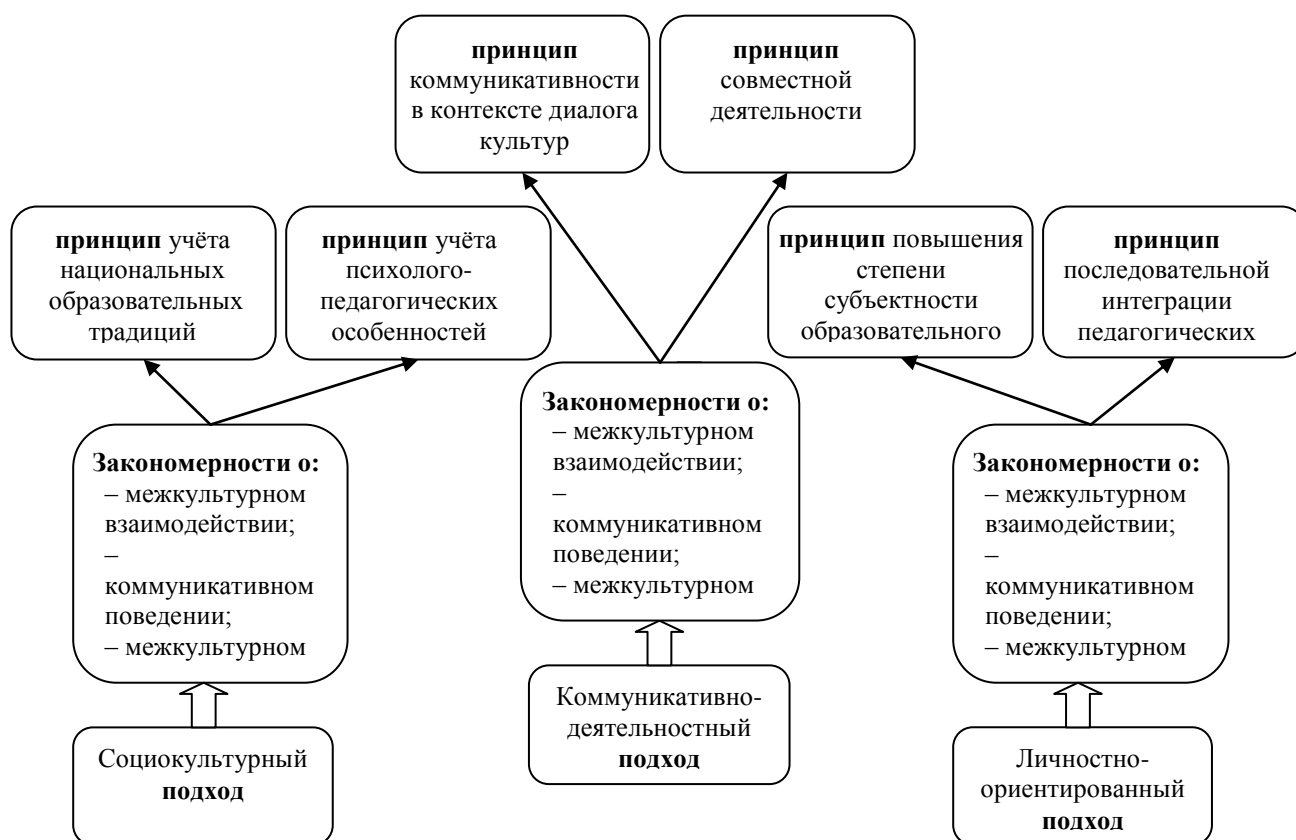 принцип
коммуникативности
в контексте диалога
культур
принцип
совместной
деятельности
принцип учёта
национальных
образовательных
традиций
принцип учёта
психолого-
педагогических
особенностей
принцип повышения
степени
субъектности
образовательного
принцип
последовательной
интеграции
педагогических
Закономерности о:
– межкультурном
взаимодействии;
–
коммуникативном
поведении;
– межкультурном
Закономерности о:
– межкультурном
взаимодействии;
–
коммуникативном
поведении;
– межкультурном
Закономерности о:
– межкультурном
взаимодействии;
–
коммуникативном
поведении;
– межкультурном
Социокультурный
подход
Коммуникативно-
деятельностный
подход
Личностно-
ориентированный
подход